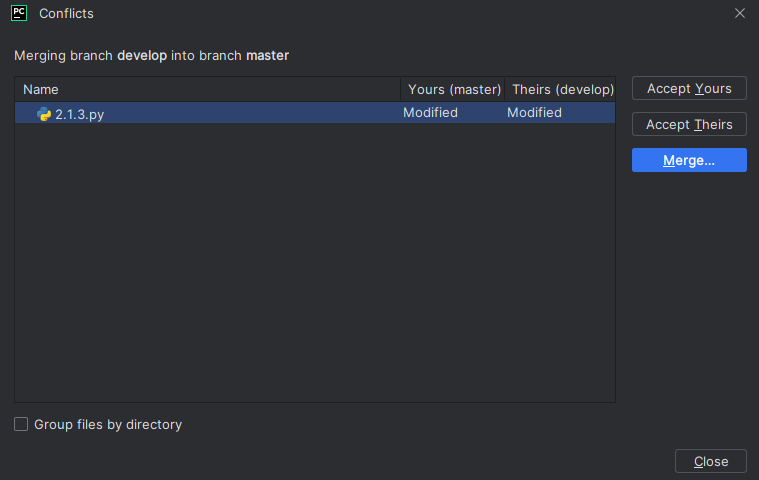 PC Conflicts
Merging branch develop into branch master
Name Yours (master) Theirs (develop)
2.1.3.py Modified Modified
Accept Yours
Accept Theirs
Merge...
Group files by directory
Close